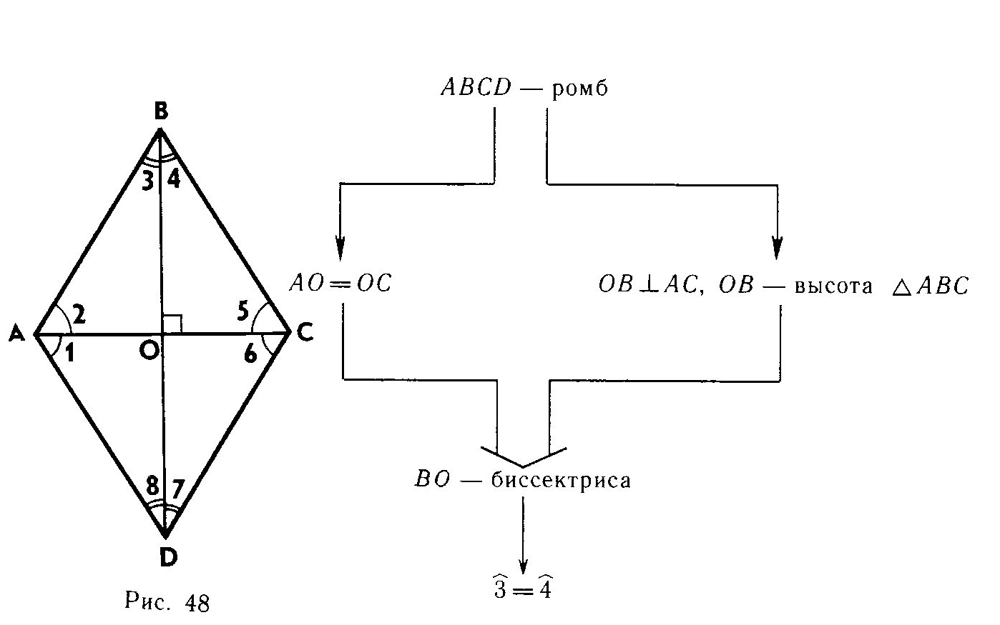 ABCD — ромб
B
3 4
AO=OC
OB⊥AC, OB — высота △ABC
2 5
A C
1 O 6
BO — биссектриса
8 7
D
3̂=4̂
Рис. 48